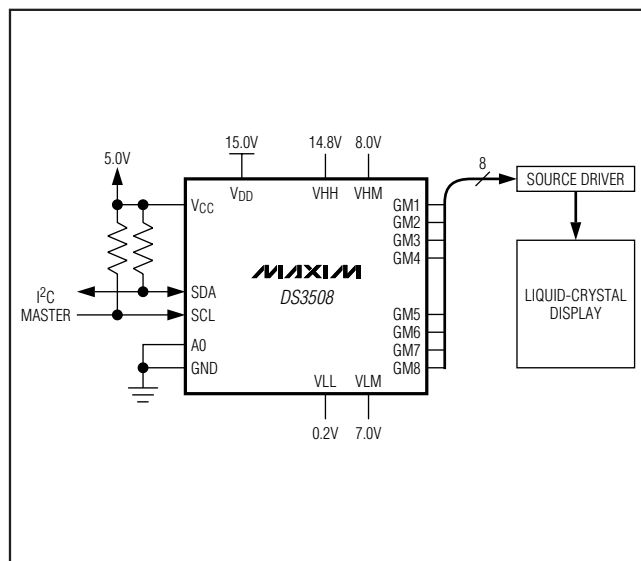 15.0V 14.8V 8.0V
5.0V
8
SOURCE DRIVER
VDD VHH VHM
VCC
GM1
GM2
GM3
GM4
MAXIM
DS3508
I2C
MASTER
SDA
SCL
LIQUID-CRYSTAL
DISPLAY
GM5
GM6
GM7
GM8
A0
GND
VLL VLM
0.2V 7.0V